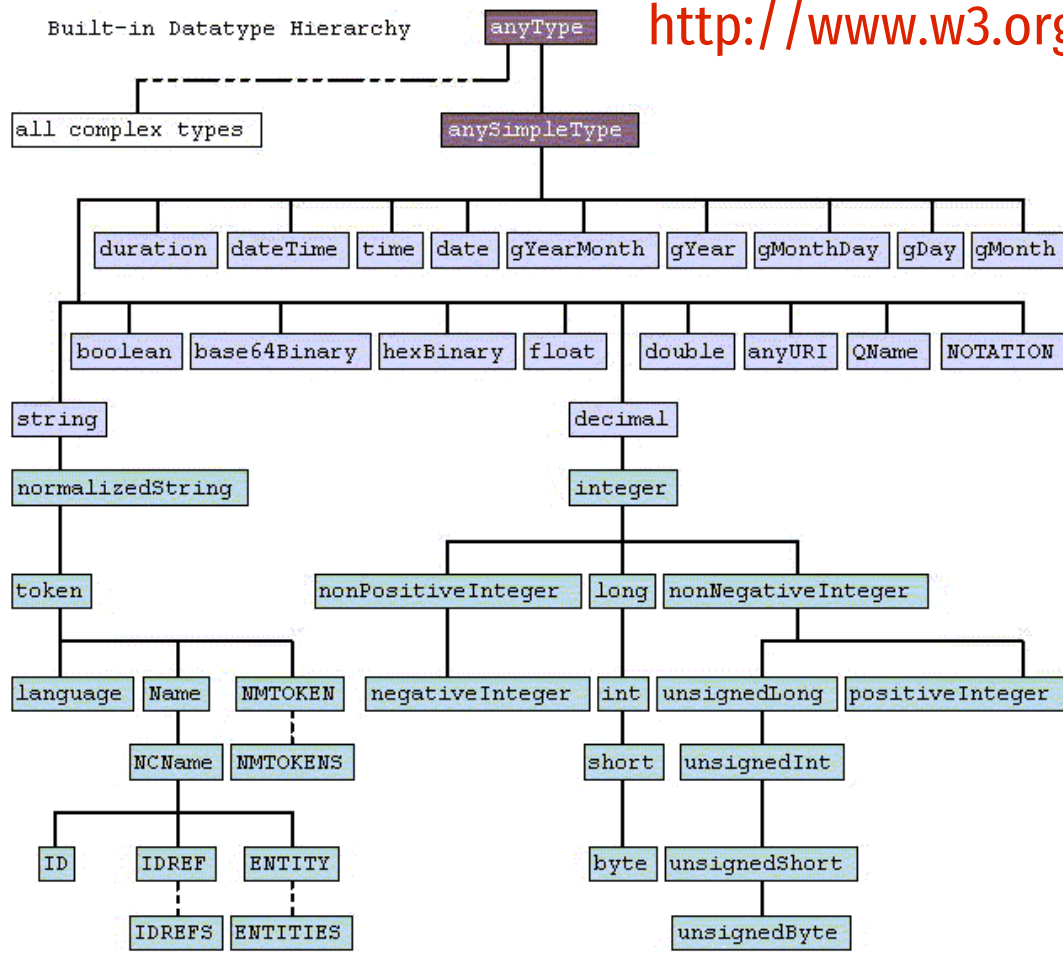 Built-in Datatype Hierarchy
anyType
http://www.w3.org
all complex types
anySimpleType
duration dateTime time date gYearMonth gYear gMonthDay gDay gMonth
boolean base64Binary hexBinary float double anyURI QName NOTATION
string decimal
normalizedString integer
token nonPositiveInteger long nonNegativeInteger
language Name NMTOKEN negativeInteger int unsignedLong positiveInteger
NCName NMTOKENS short unsignedInt
ID IDREF ENTITY byte unsignedShort
IDREFS ENTITIES unsignedByte